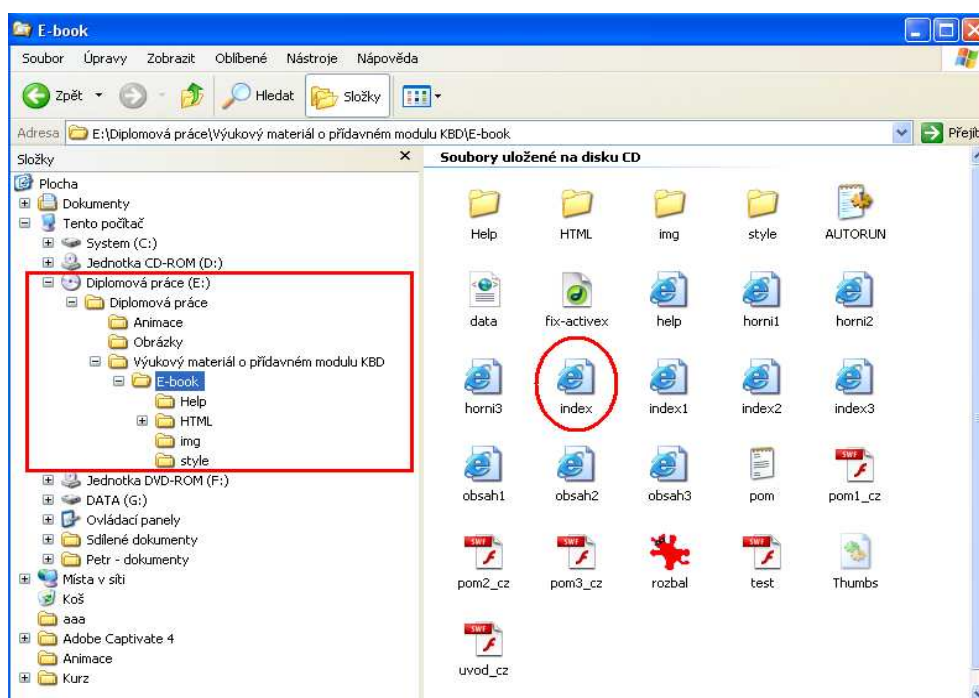 E-book
Soubor Úpravy Zobrazit Oblíbené Nástroje Nápověda
Zpět Hledat Složky
Adresa E:\Diplomová práce\Výukový materiál o přídavném modulu KBD\E-book Přejít
Složky
Plocha
Dokumenty
Tento počítač
System (C:)
Jednotka CD-ROM (D:)
Diplomová práce (E:)
Diplomová práce
Animace
Obrázky
Výukový materiál o přídavném modulu KBD
E-book
Help
HTML
img
style
Jednotka DVD-ROM (F:)
DATA (G:)
Ovládací panely
Sdílené dokumenty
Petr - dokumenty
Místa v síti
Koš
aaa
Adobe Captivate 4
Animace
Kurz
Soubory uložené na disku CD
Help HTML img style AUTORUN
data fix-activex help horni1 horni2
horni3 index index1 index2 index3
obsah1 obsah2 obsah3 pom pom1_cz
SWF
pom2_cz pom3_cz rozbal test Thumbs
SWF SWF SWF
uvod_cz
SWF